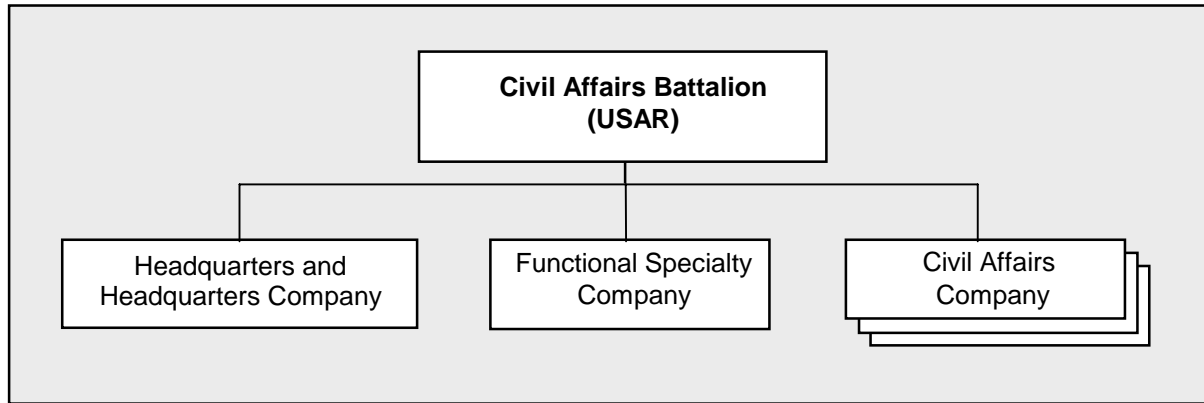 Civil Affairs Battalion
(USAR)
Headquarters and
Headquarters Company
Functional Specialty
Company
Civil Affairs
Company